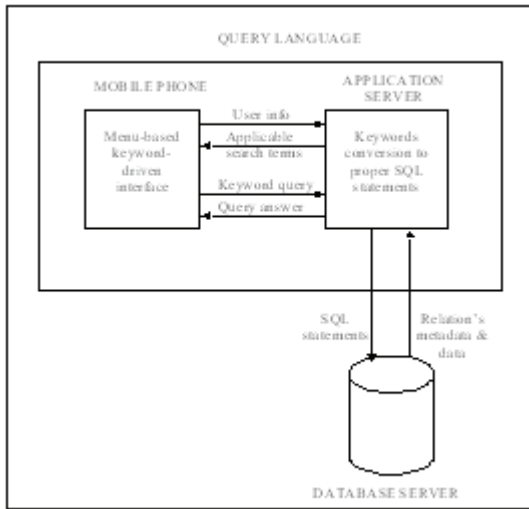 QUERY LANGUAGE
MOBILE PHONE
APPLICATION
SERVER
Menu-based
keyword-
driven
interface
User info
Applicable
search terms
Keyword query
Query answer
Keywords
conversion to
proper SQL
statements
SQL
statements
Relation's
metadata &
data
DATABASE SERVER